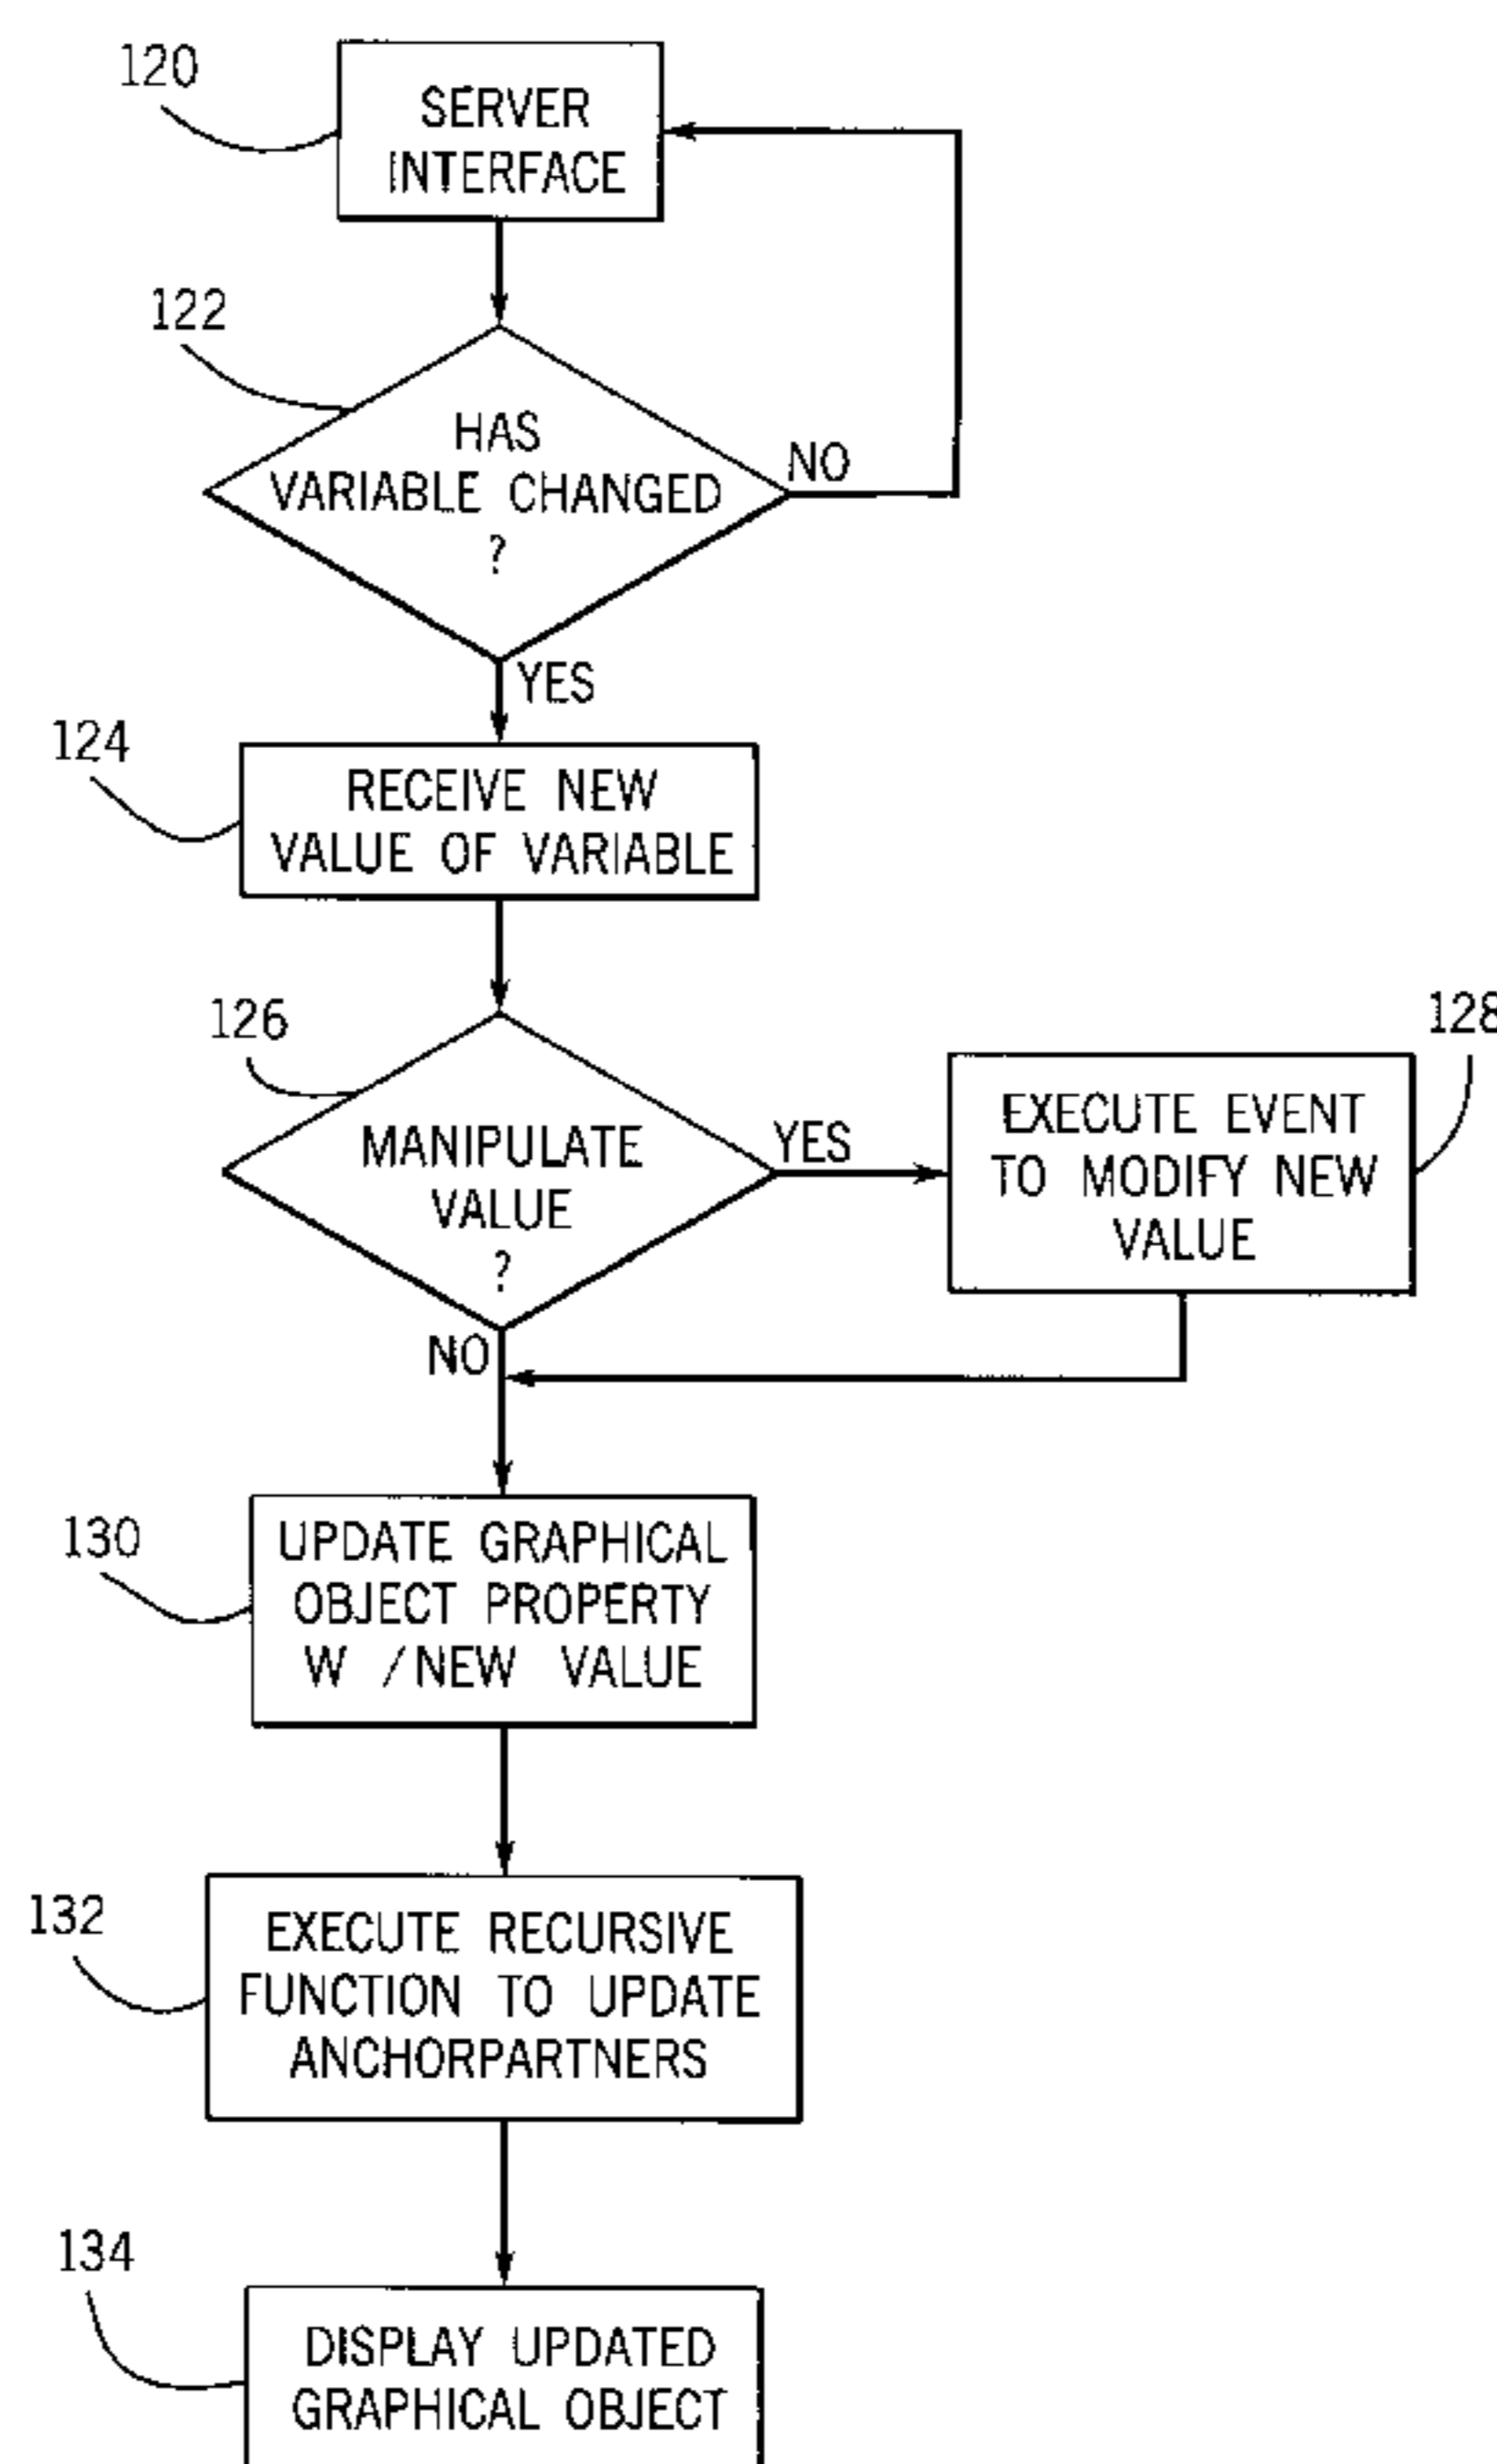 120
SERVER
INTERFACE
122
HAS
VARIABLE CHANGED
?
NO
YES
124
RECEIVE NEW
VALUE OF VARIABLE
126
MANIPULATE
VALUE
?
YES
NO
128
EXECUTE EVENT
TO MODIFY NEW
VALUE
130
UPDATE GRAPHICAL
OBJECT PROPERTY
W /NEW VALUE
132
EXECUTE RECURSIVE
FUNCTION TO UPDATE
ANCHORPARTNERS
134
DISPLAY UPDATED
GRAPHICAL OBJECT